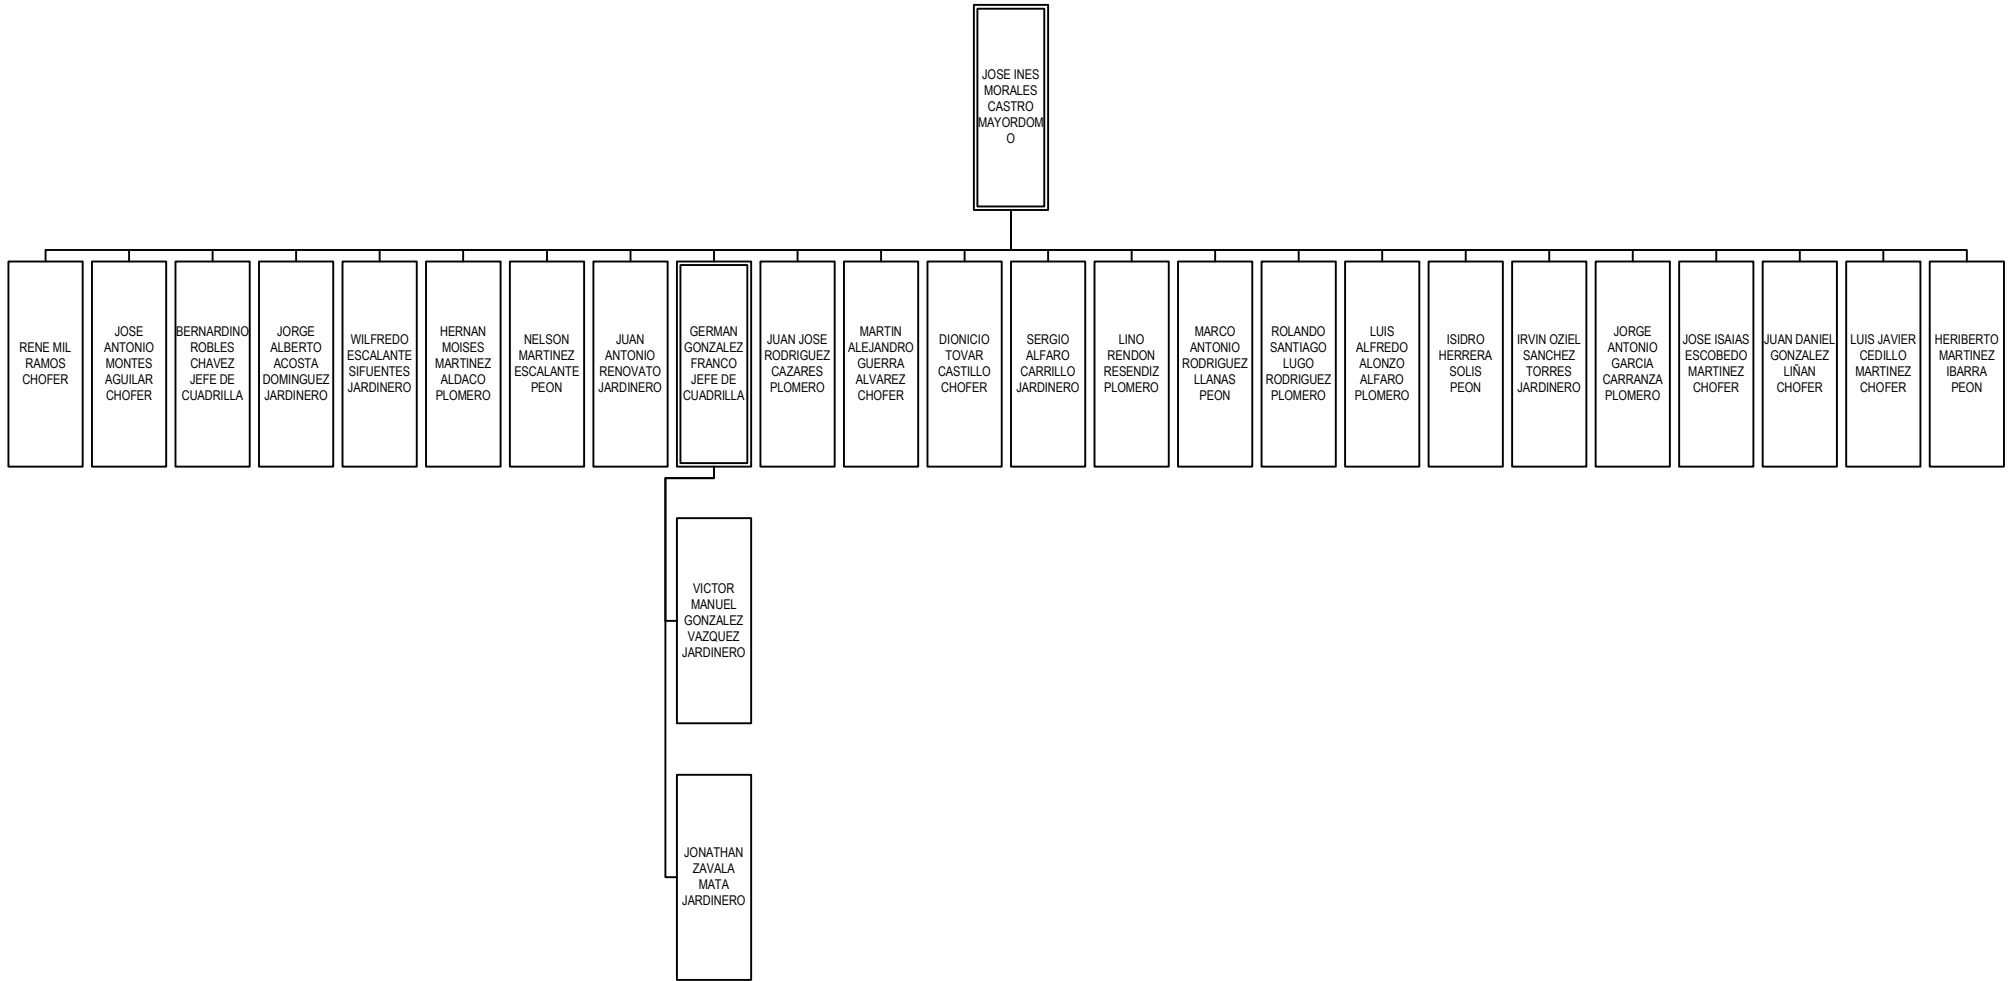 JOSE INES
MORALES
CASTRO
MAYORDOM
O
RENE MIL
RAMOS
CHOFER
JOSE
ANTONIO
MONTES
AGUILAR
CHOFER
BERNARDINO
ROBLES
CHAVEZ
JEFE DE
CUADRILLA
JORGE
ALBERTO
ACOSTA
DOMINGUEZ
JARDINERO
WILFREDO
ESCALANTE
SIFUENTES
JARDINERO
HERNAN
MOISES
MARTINEZ
ALDACO
PLOMERO
NELSON
MARTINEZ
ESCALANTE
PEON
JUAN
ANTONIO
RENOVATO
JARDINERO
GERMAN
GONZALEZ
FRANCO
JEFE DE
CUADRILLA
JUAN JOSE
RODRIGUEZ
CAZARES
PLOMERO
MARTIN
ALEJANDRO
GUERRA
ALVAREZ
CHOFER
DIONICIO
TOVAR
CASTILLO
CHOFER
SERGIO
ALFARO
CARRILLO
JARDINERO
LINO
RENDON
RESENDIZ
PLOMERO
MARCO
ANTONIO
RODRIGUEZ
LLANAS
PEON
ROLANDO
SANTIAGO
LUGO
RODRIGUEZ
PLOMERO
LUIS
ALFREDO
ALONZO
ALFARO
PLOMERO
ISIDRO
HERRERA
SOLIS
PEON
IRVIN OZIEL
SANCHEZ
TORRES
JARDINERO
JORGE
ANTONIO
GARCIA
CARRANZA
PLOMERO
JOSE ISAIAS
ESCOBEDO
MARTINEZ
CHOFER
JUAN DANIEL
GONZALEZ
LIÑAN
CHOFER
LUIS JAVIER
CEDILLO
MARTINEZ
CHOFER
HERIBERTO
MARTINEZ
IBARRA
PEON
VICTOR
MANUEL
GONZALEZ
VAZQUEZ
JARDINERO
JONATHAN
ZAVALA
MATA
JARDINERO